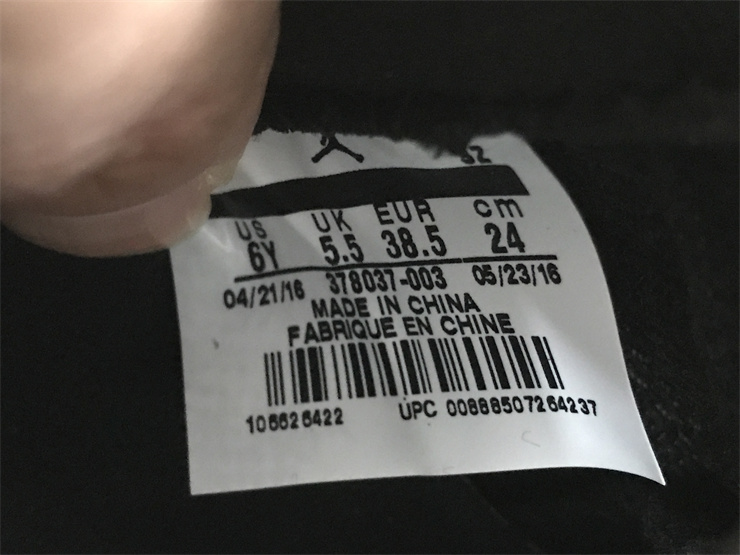 SZ
US UK EUR cm
6Y 5.5 38.5 24
04/21/16 378037-003 05/23/16
MADE IN CHINA
FABRIQUE EN CHINE
106626422 UPC 00888507264237